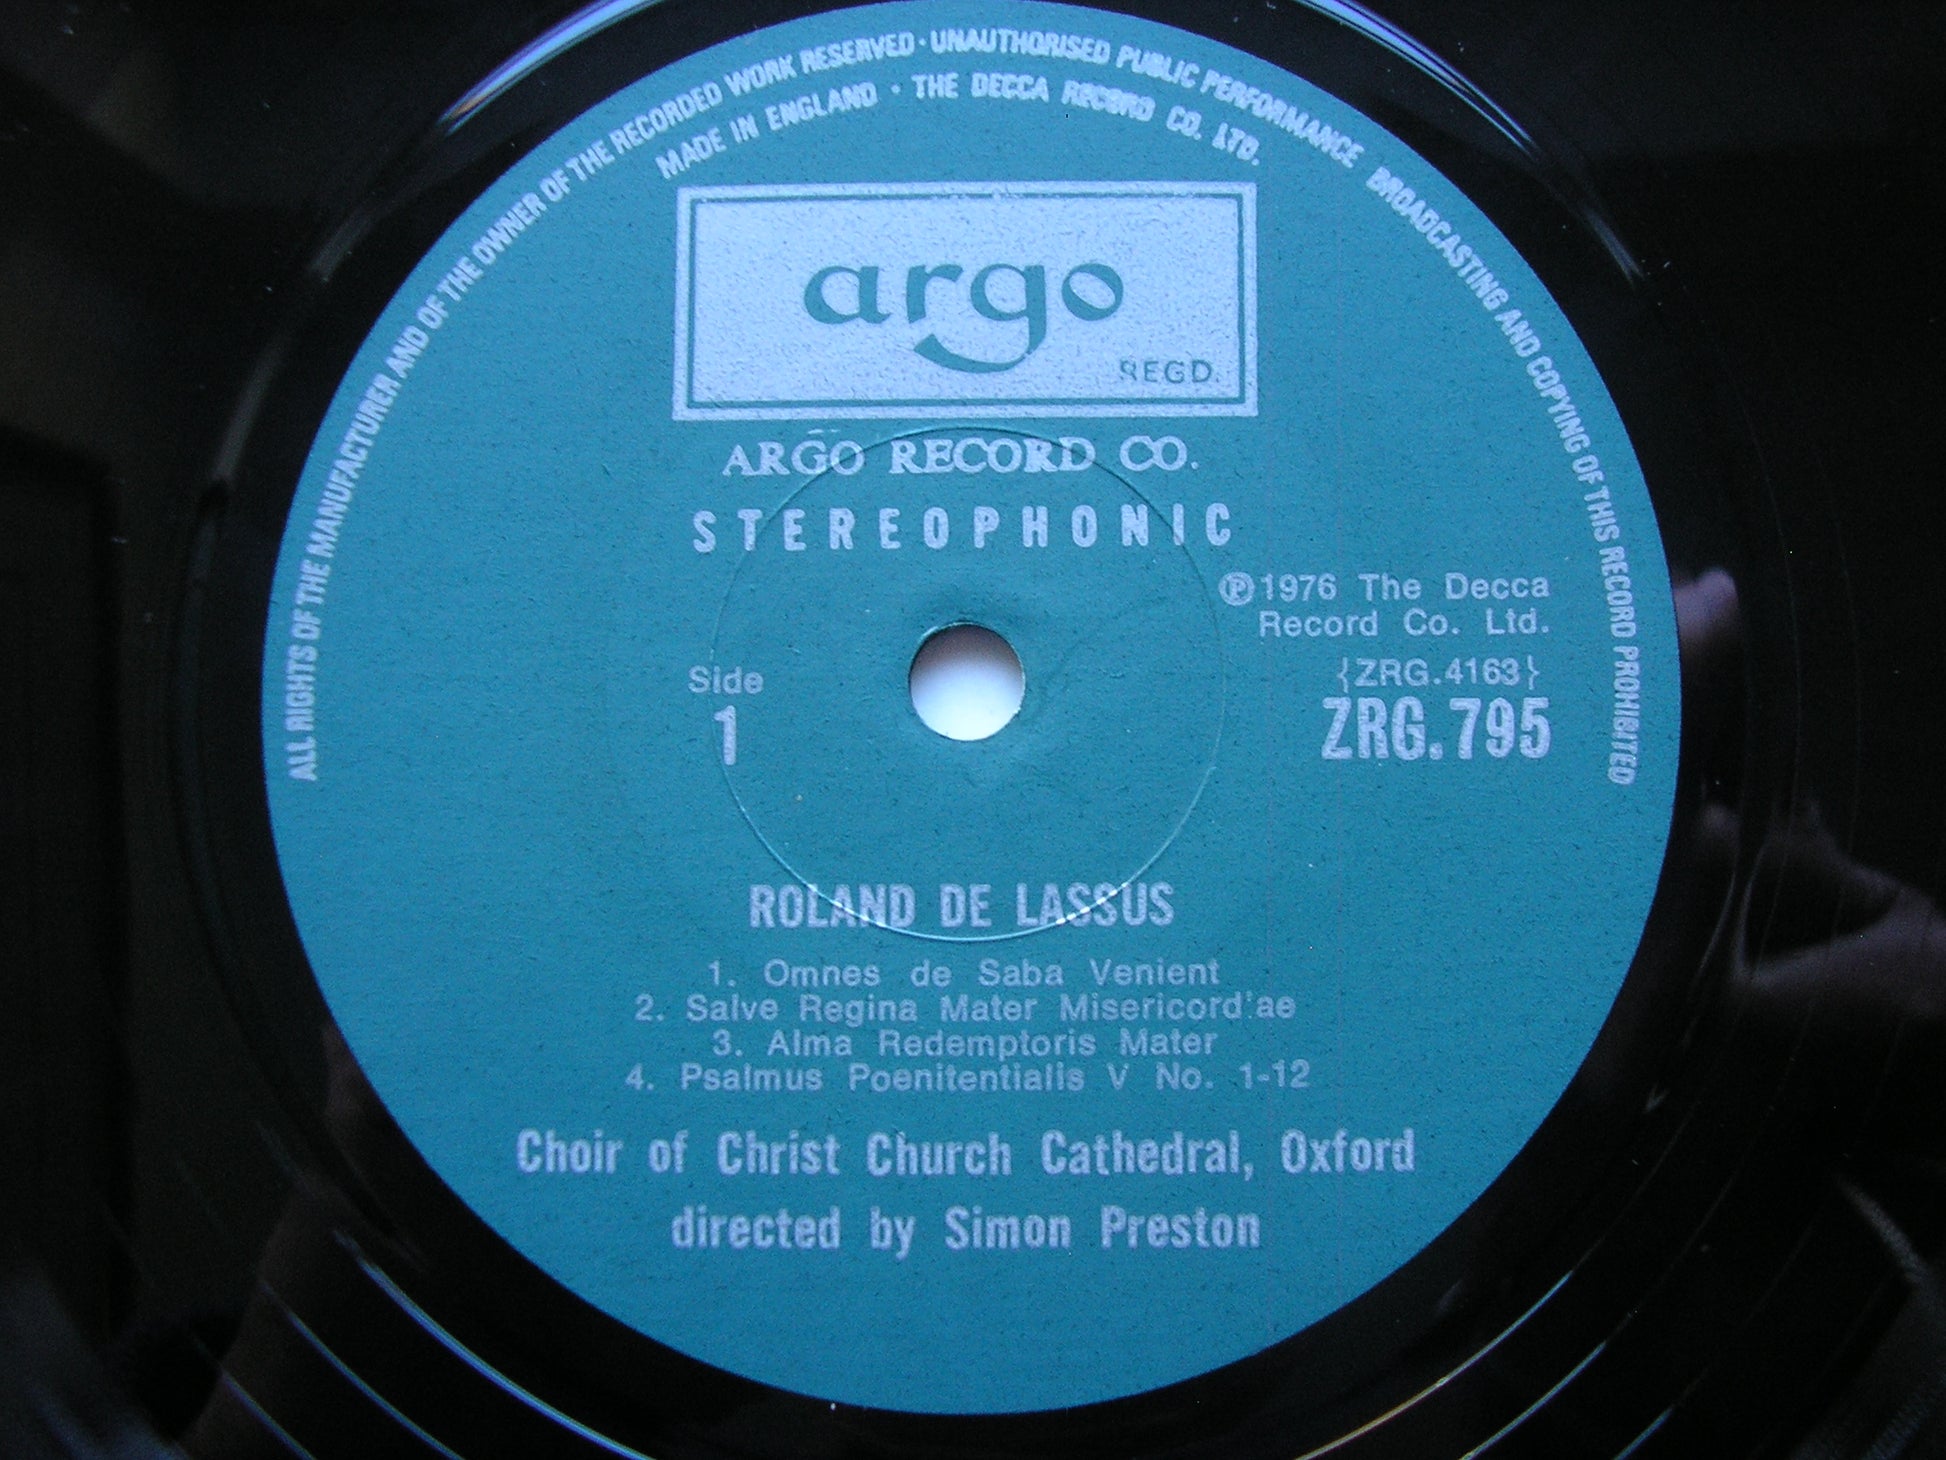 ALL RIGHTS OF THE MANUFACTURER AND OF THE OWNER OF THE RECORDED WORK RESERVED · UNAUTHORISED PUBLIC PERFORMANCE BROADCASTING AND COPYING OF THIS RECORD PROHIBITED
MADE IN ENGLAND · THE DECCA RECORD CO. LTD.
argo
REGD.
ARGO RECORD CO.
STEREOPHONIC
Ⓟ1976 The Decca
Record Co. Ltd.
Side
1
{ZRG.4163}
ZRG.795
ROLAND DE LASSUS
1. Omnes de Saba Venient
2. Salve Regina Mater Misericordiae
3. Alma Redemptoris Mater
4. Psalmus Poenitentialis V No. 1-12
Choir of Christ Church Cathedral, Oxford
directed by Simon Preston